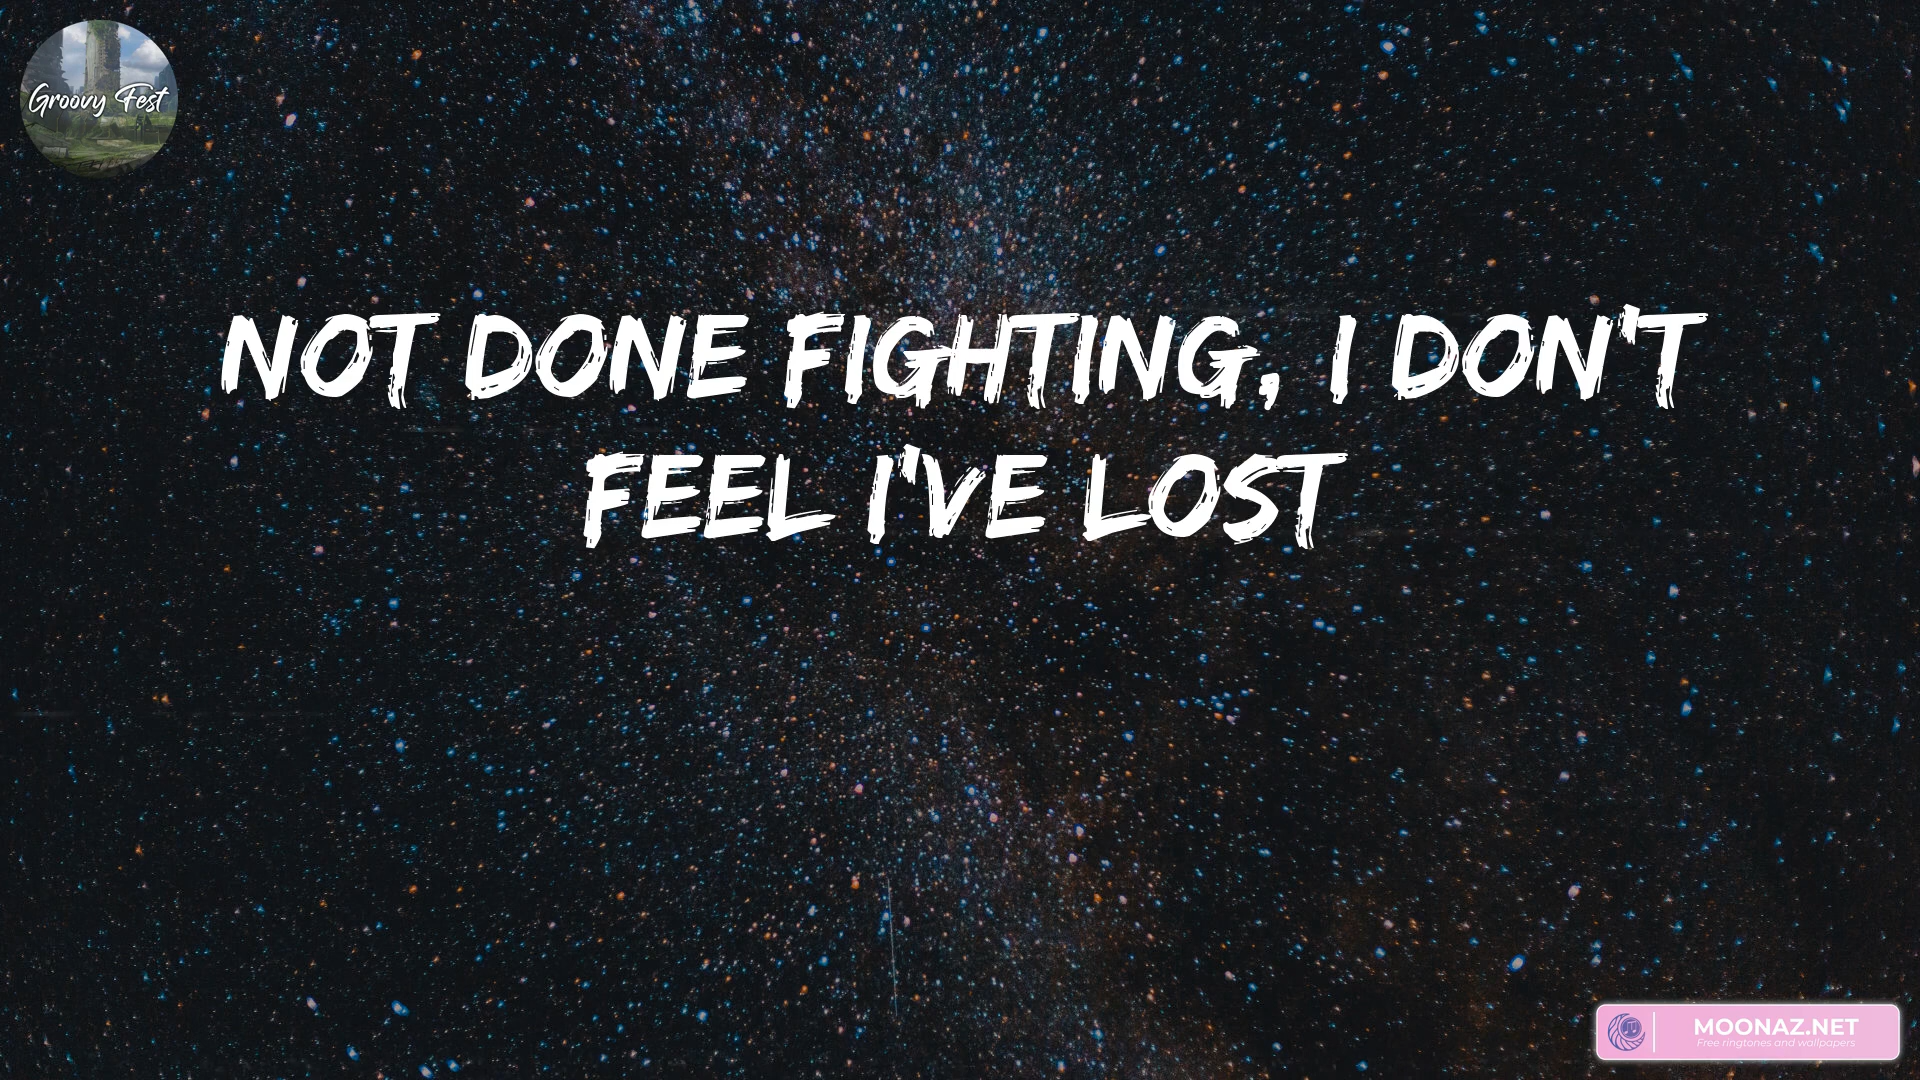 Groovy Fest
NOT DONE FIGHTING, I DON'T
FEEL I'VE LOST
MOONAZ.NET
Free ringtones and wallpapers